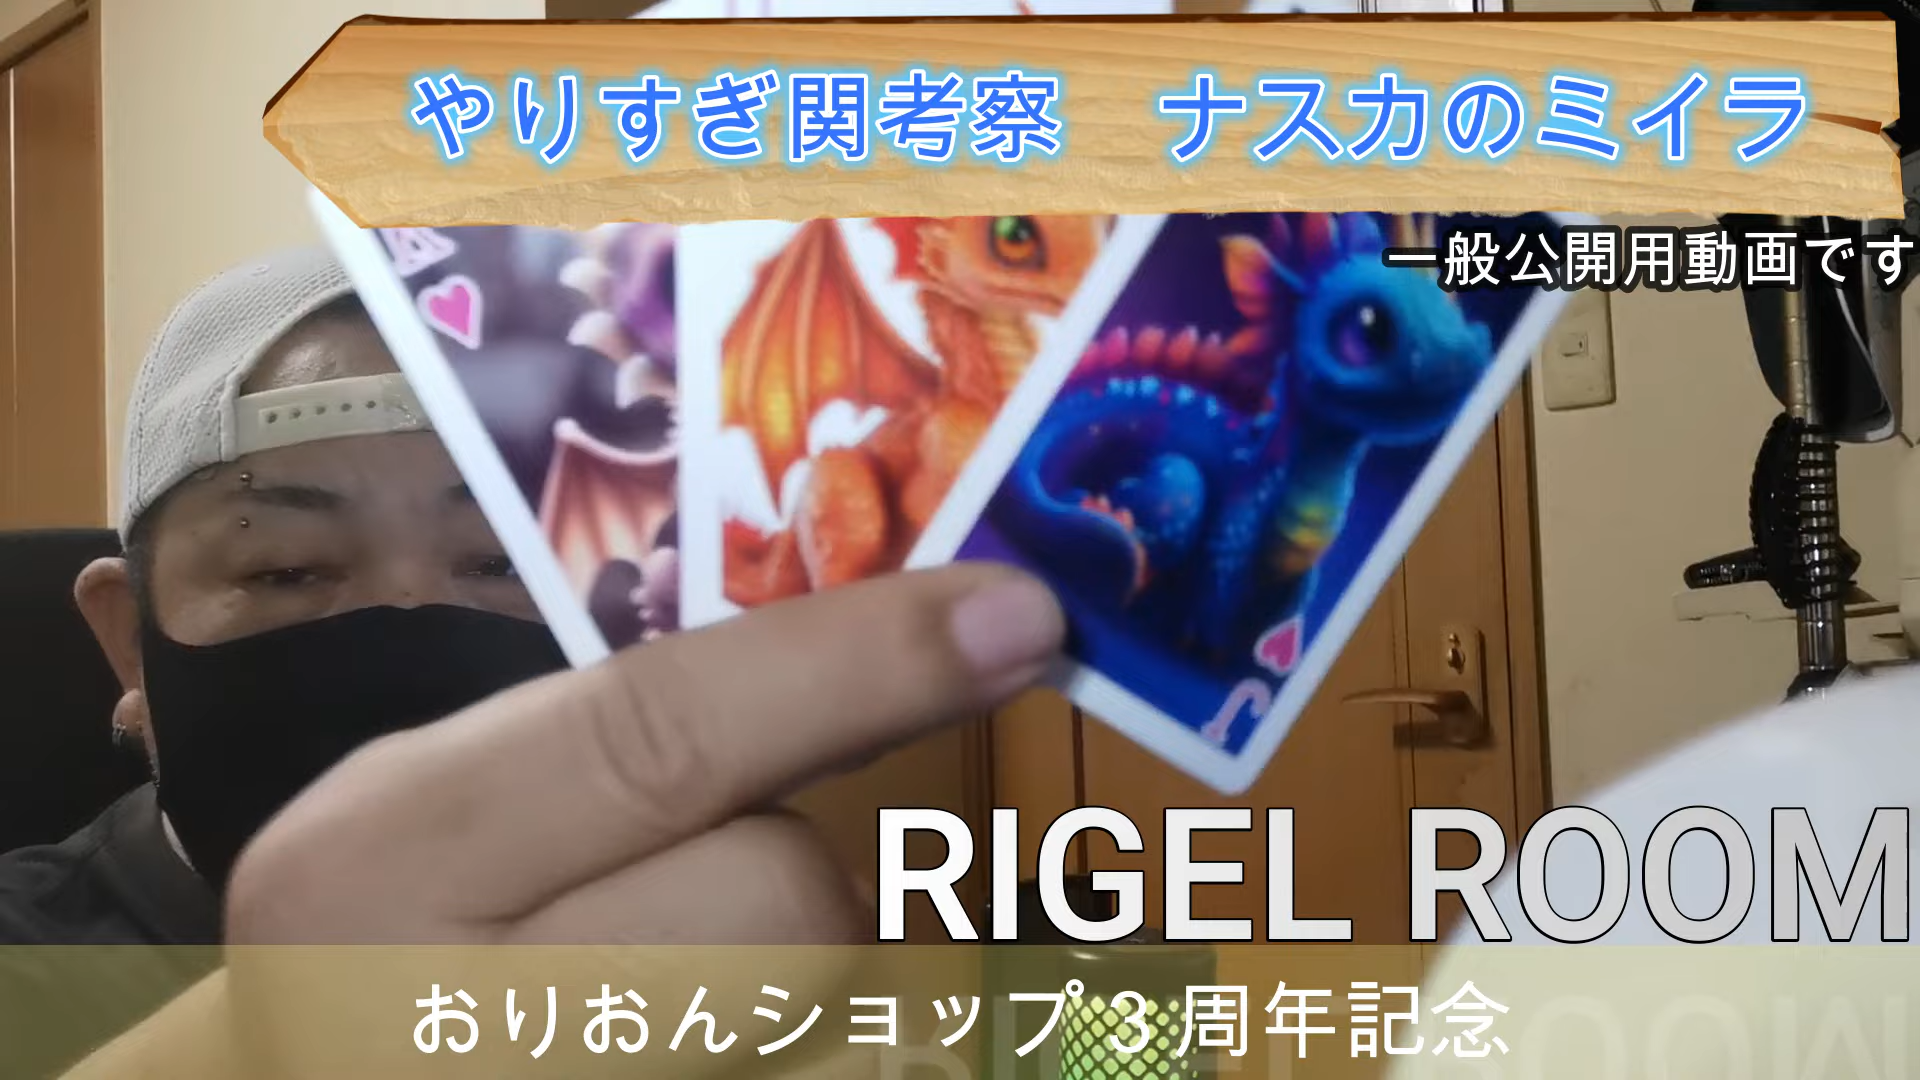 やりすぎ関考察　ナスカのミイラ
一般公開用動画です
A
J
RIGEL ROOM
おりおんショップ３周年記念